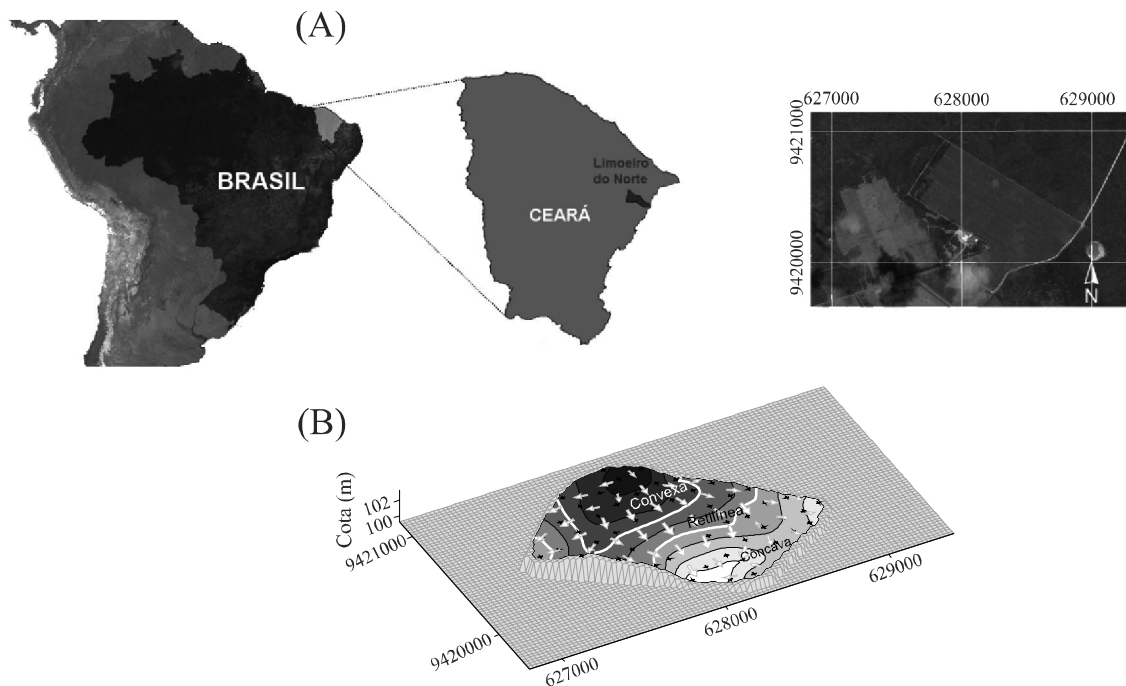 (A)
BRASIL
Limoeiro
do Norte
CEARÁ
627000 628000 629000
9421000
9420000
N
(B)
Cota (m)
102
100
9421000
9420000
Convexa
Retilínea
Concava
627000
628000
629000